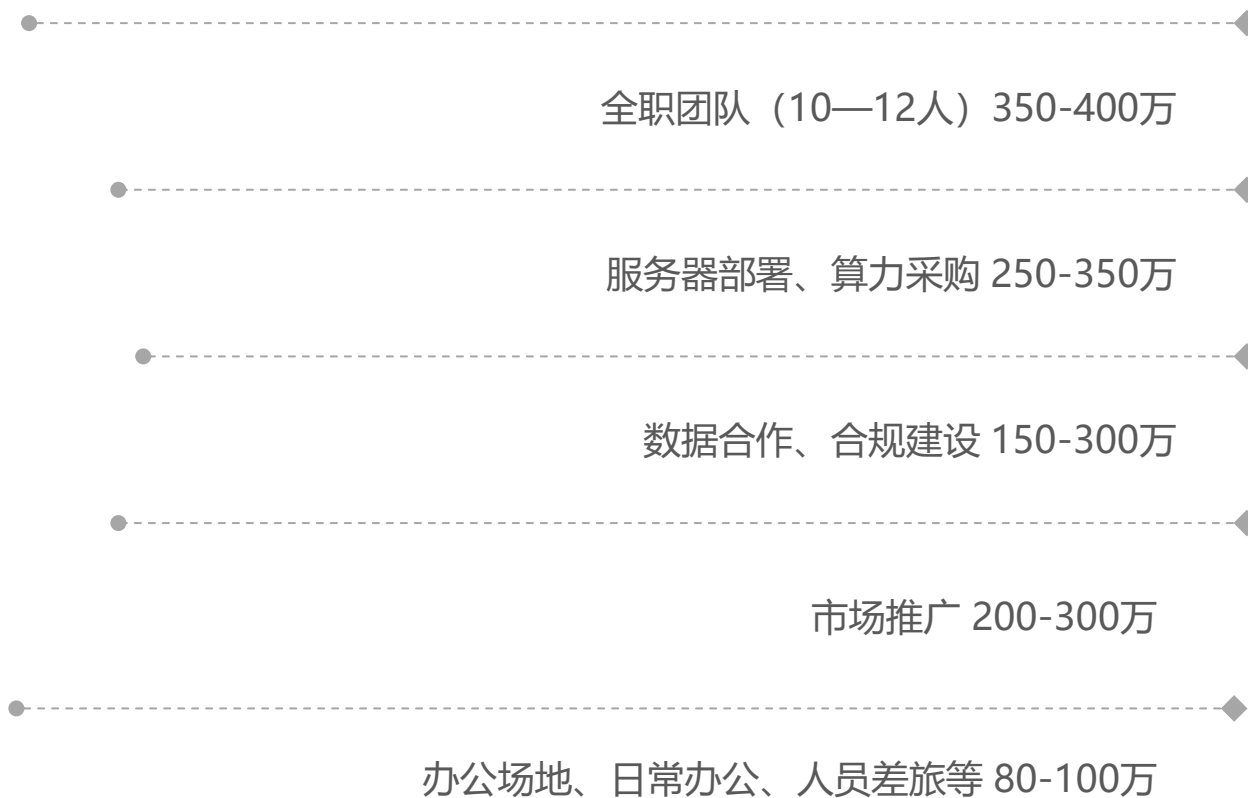 全职团队（10—12人）350-400万
服务器部署、算力采购 250-350万
数据合作、合规建设 150-300万
市场推广 200-300万
办公场地、日常办公、人员差旅等 80-100万